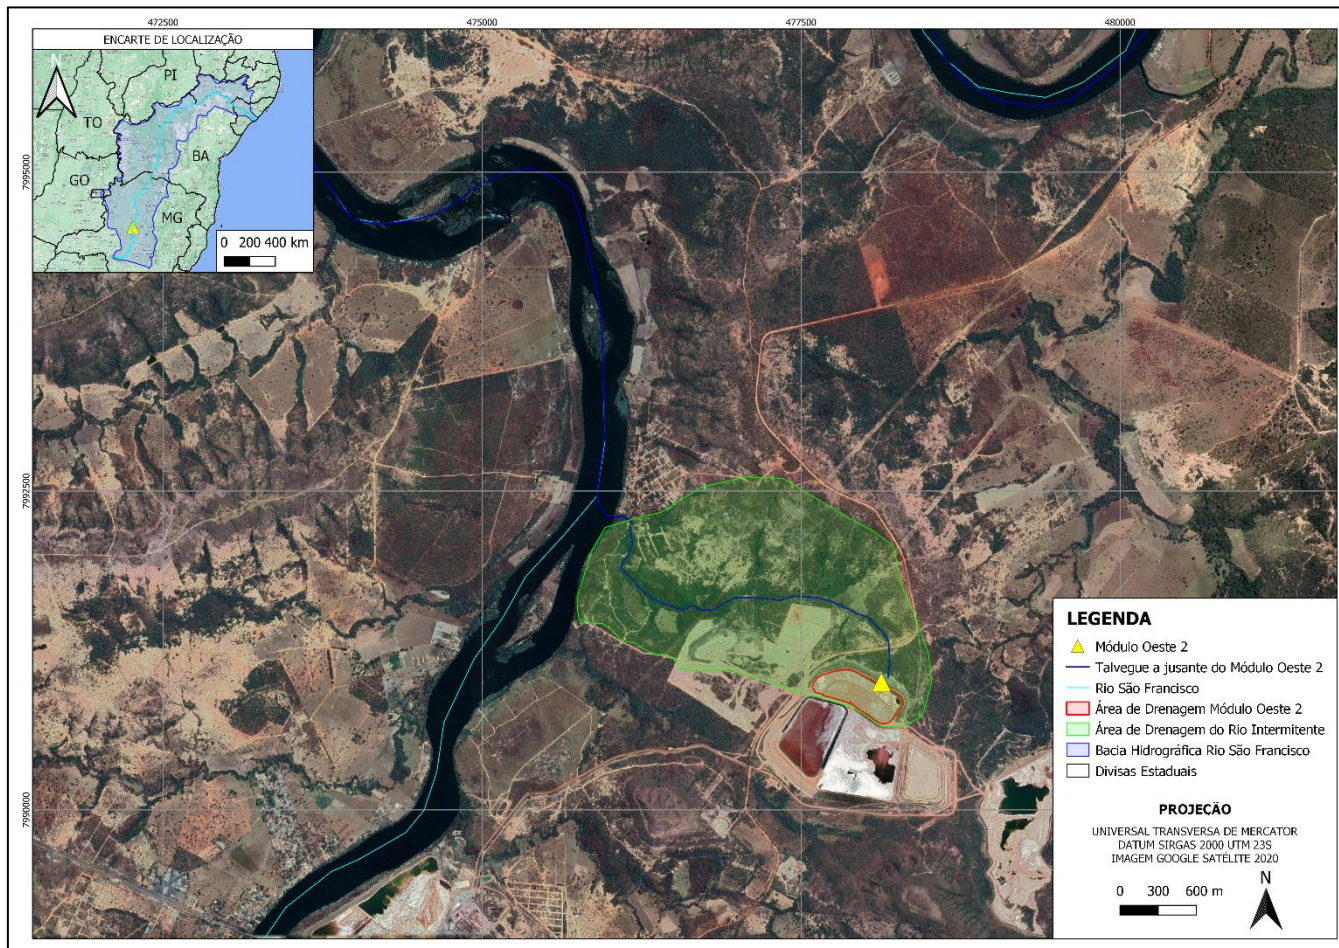 472500
475000
477500
480000
ENCARTE DE LOCALIZAÇÃO
N
PI
TO
BA
GO
MG
0 200 400 km
7995000
7992500
7990000
LEGENDA
Módulo Oeste 2
Talvegue a jusante do Módulo Oeste 2
Rio São Francisco
Área de Drenagem Módulo Oeste 2
Área de Drenagem do Rio Intermitente
Bacia Hidrográfica Rio São Francisco
Divisas Estaduais
PROJEÇÃO
UNIVERSAL TRANSVERSA DE MERCATOR
DATUM SIRGAS 2000 UTM 23S
IMAGEM GOOGLE SATÉLITE 2020
N
0 300 600 m